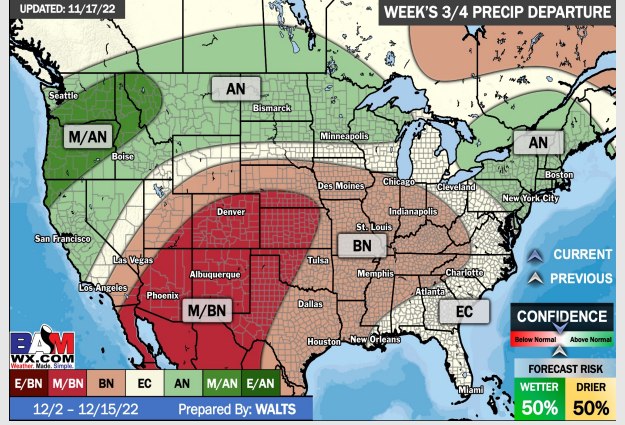 UPDATED: 11/17/22
WEEK'S 3/4 PRECIP DEPARTURE
Seattle
AN
Bismarck
M/AN
Minneapolis
AN
Boise
Boston
Chicago
Des Moines
Cleveland
New York City
Denver
Indianapolis
San Francisco
St. Louis
BN
Las Vegas
Tulsa
CURRENT
Albuquerque
Memphis
Charlotte
PREVIOUS
Los Angeles
Phoenix
Atlanta
M/BN
Dallas
EC
CONFIDENCE
Below Normal
Above Normal
Houston
New Orleans
BAM
WX.COM
Weather. Made. Simple.
FORECAST RISK
E/BN M/BN BN EC AN M/AN E/AN
Miami
WETTER
DRIER
50%
50%
12/2 – 12/15/22
Prepared By: WALTS